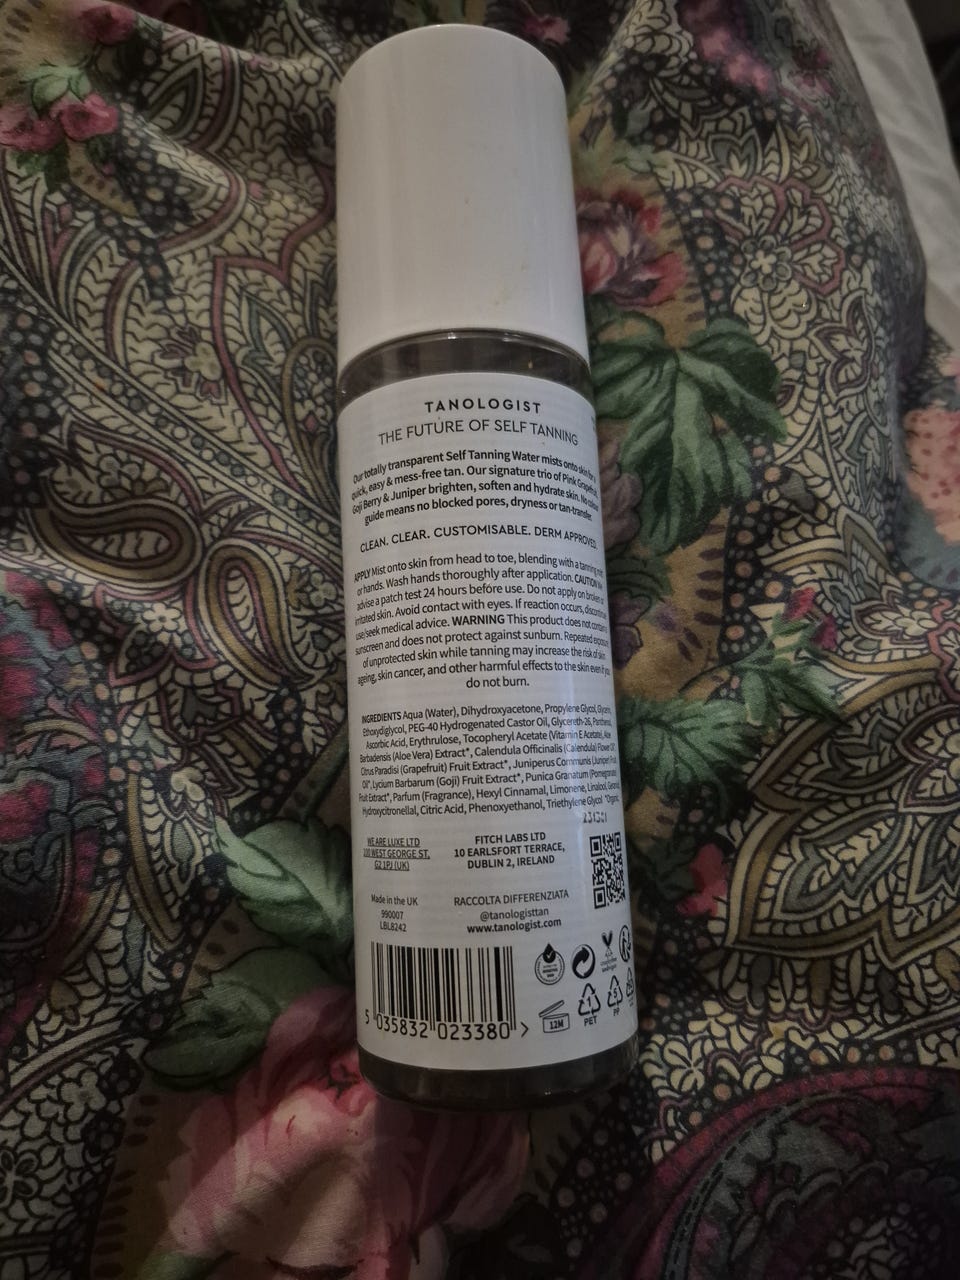 TANOLOGIST
THE FUTURE OF SELF TANNING
Our totally transparent Self Tanning Water mists onto skin for a
quick, easy & mess-free tan. Our signature trio of Pink Grapefruit,
Goji Berry & Juniper brighten, soften and hydrate skin. No colour
guide means no blocked pores, dryness or tan-transfer.
CLEAN. CLEAR. CUSTOMISABLE. DERM APPROVED.
APPLY Mist onto skin from head to toe, blending with a tanning mitt
or hands. Wash hands thoroughly after application. CAUTION We
advise a patch test 24 hours before use. Do not apply on broken or
irritated skin. Avoid contact with eyes. If reaction occurs, discontinue
use/seek medical advice. WARNING This product does not contain
sunscreen and does not protect against sunburn. Repeated exposure
of unprotected skin while tanning may increase the risk of skin
ageing, skin cancer, and other harmful effects to the skin even if you
do not burn.
INGREDIENTS Aqua (Water), Dihydroxyacetone, Propylene Glycol, Glycerin,
Ethoxydiglycol, PEG-40 Hydrogenated Castor Oil, Glycereth-26, Panthenol,
Ascorbic Acid, Erythrulose, Tocopheryl Acetate (Vitamin E Acetate), Aloe
Barbadensis (Aloe Vera) Extract*, Calendula Officinalis (Calendula) Flower Oil*,
Citrus Paradisi (Grapefruit) Fruit Extract*, Juniperus Communis (Juniper) Fruit
Oil*, Lycium Barbarum (Goji) Fruit Extract*, Punica Granatum (Pomegranate)
Fruit Extract*, Parfum (Fragrance), Hexyl Cinnamal, Limonene, Linalool, Geraniol,
Hydroxycitronellal, Citric Acid, Phenoxyethanol, Triethylene Glycol *Organic
WE ARE LUXE LTD
100 WEST GEORGE ST,
G2 1PJ (UK)
FITCH LABS LTD
10 EARLSFORT TERRACE,
DUBLIN 2, IRELAND
Made in the UK
990007
LBL8242
RACCOLTA DIFFERENZIATA
@tanologisttan
www.tanologist.com
5 035832 023380 >
12M
1
PET
5
PP